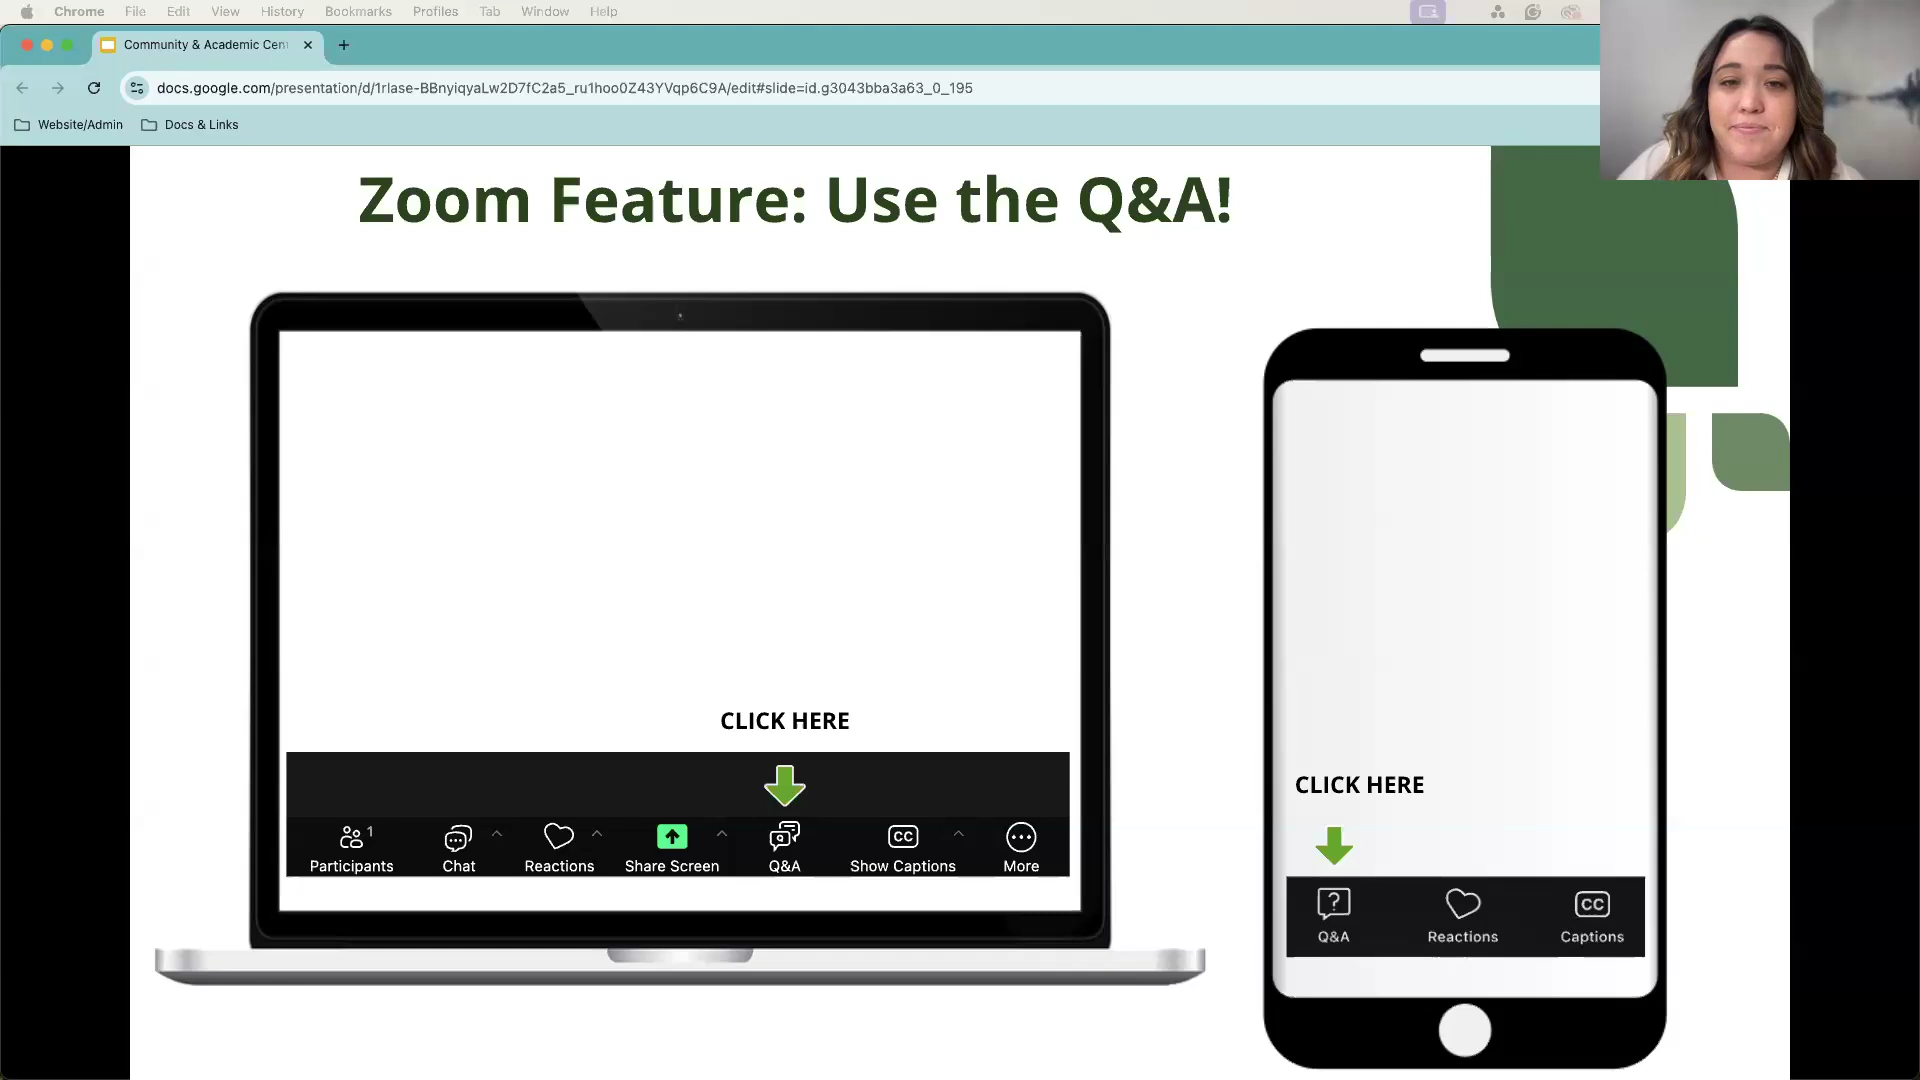 Chrome File Edit View History Bookmarks Profiles Tab Window Help
Community & Academic Cen
docs.google.com/presentation/d/1rlase-BBnyiqyaLw2D7fC2a5_ru1hoo0Z43YVqp6C9A/edit#slide=id.g3043bba3a63_0_195
Website/Admin Docs & Links
Zoom Feature: Use the Q&A!
CLICK HERE
1
Participants Chat Reactions Share Screen Q&A CC Show Captions More
CLICK HERE
? CC
Q&A Reactions Captions